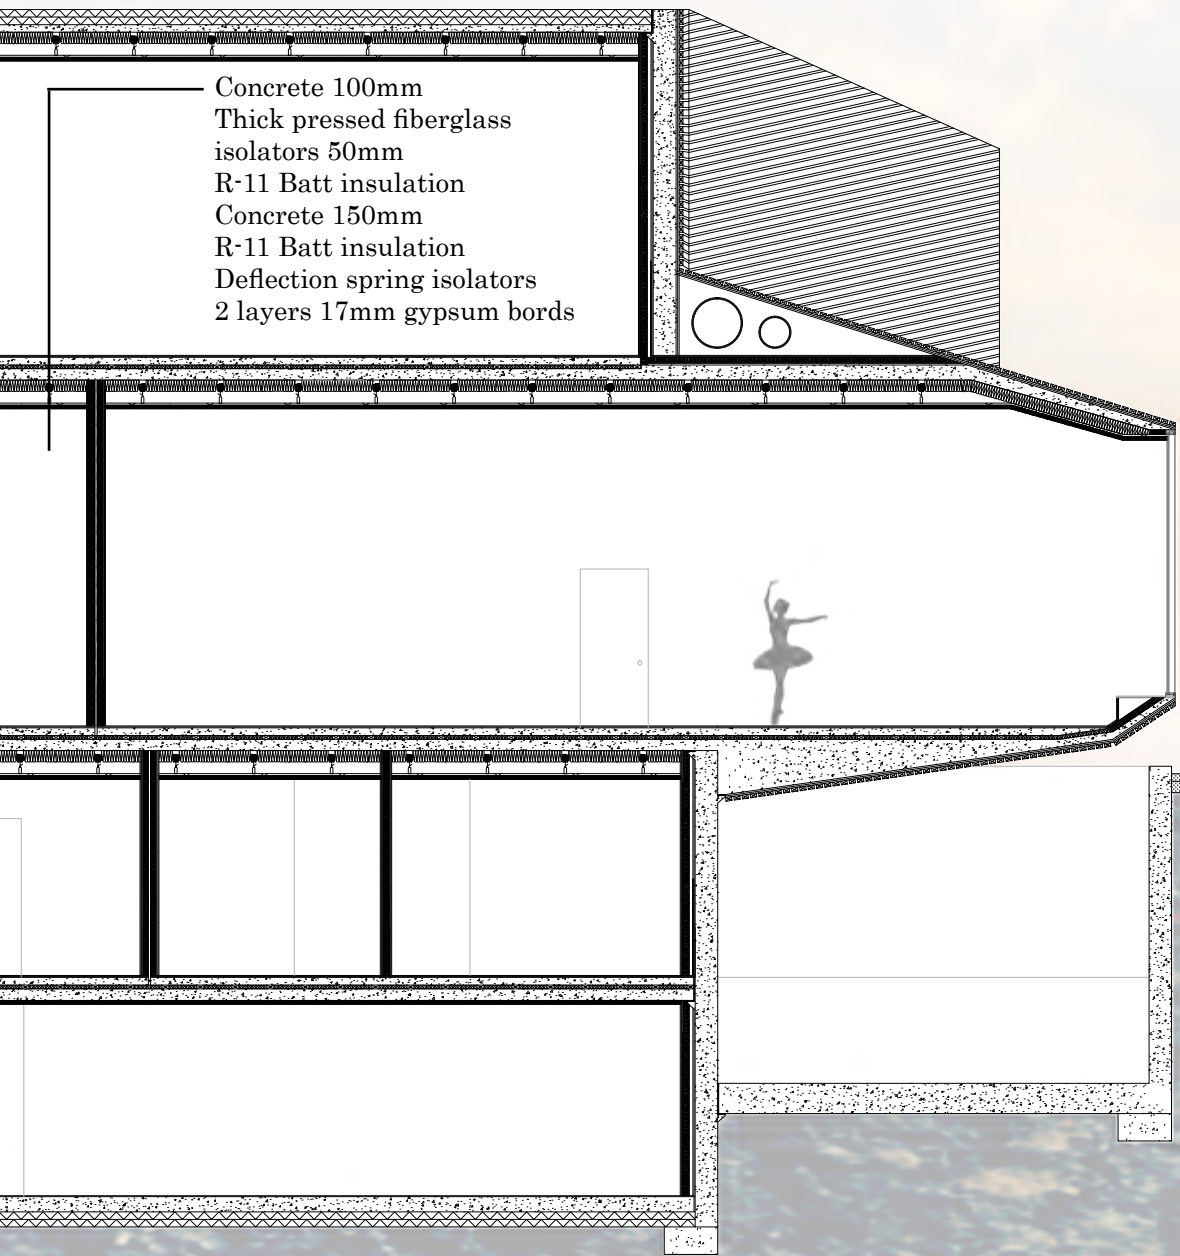 Concrete 100mm
Thick pressed fiberglass
isolators 50mm
R-11 Batt insulation
Concrete 150mm
R-11 Batt insulation
Deflection spring isolators
2 layers 17mm gypsum bords